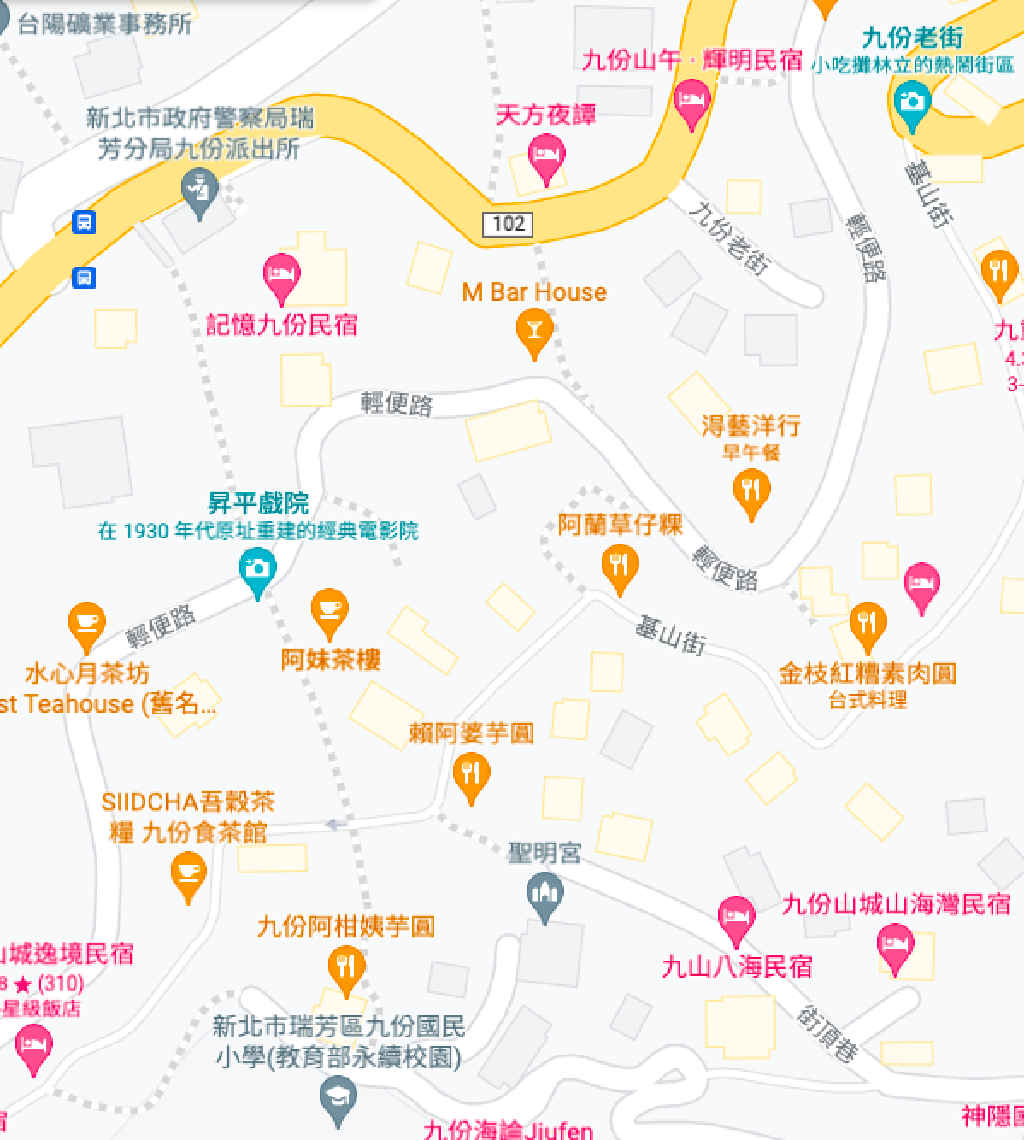 台陽礦業事務所
九份老街
小吃攤林立的熱鬧街區
九份山午 · 輝明民宿
天方夜譚
新北市政府警察局瑞
芳分局九份派出所
基山街
102
九份老街
輕便路
M Bar House
記憶九份民宿
九
4.
3-
輕便路
淂藝洋行
早午餐
昇平戲院
在 1930 年代原址重建的經典電影院
阿蘭草仔粿
輕便路
輕便路
基山街
阿妹茶樓
水心月茶坊
st Teahouse (舊名...
金枝紅糟素肉圓
台式料理
賴阿婆芋圓
SIIDCHA吾穀茶
糧 九份食茶館
聖明宮
九份山城山海灣民宿
九份阿柑姨芋圓
山城逸境民宿
8 ★ (310)
星級飯店
九山八海民宿
新北市瑞芳區九份國民
小學(教育部永續校園)
街頂巷
神隱
九份海論Jiufen
宿